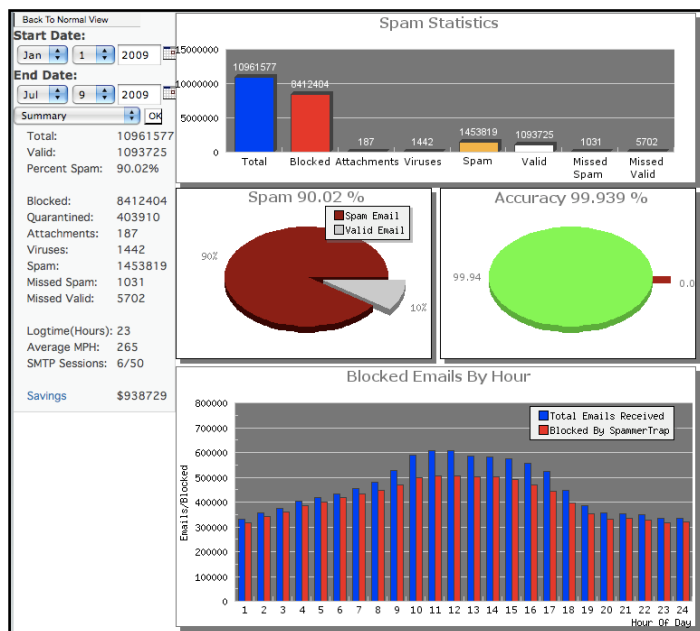 Back To Normal View
Start Date:
Jan 1 2009
End Date:
Jul 9 2009
Summary OK
Total: 10961577
Valid: 1093725
Percent Spam: 90.02%
Blocked: 8412404
Quarantined: 403910
Attachments: 187
Viruses: 1442
Spam: 1453819
Missed Spam: 1031
Missed Valid: 5702
Logtime(Hours): 23
Average MPH: 265
SMTP Sessions: 6/50
Savings $938729
Spam Statistics
15000000
10000000
5000000
0
10961577
8412404
187
1442
1453819
1093725
1031
5702
Total Blocked Attachments Viruses Spam Valid Missed Spam Missed Valid
Spam 90.02 %
Spam Email
Valid Email
90%
10%
Accuracy 99.939 %
99.94
0.0
Blocked Emails By Hour
Total Emails Received
Blocked By SpammerTrap
Emails/Blocked
800000
700000
600000
500000
400000
300000
200000
100000
0
1 2 3 4 5 6 7 8 9 10 11 12 13 14 15 16 17 18 19 20 21 22 23 24
Hour Of Day